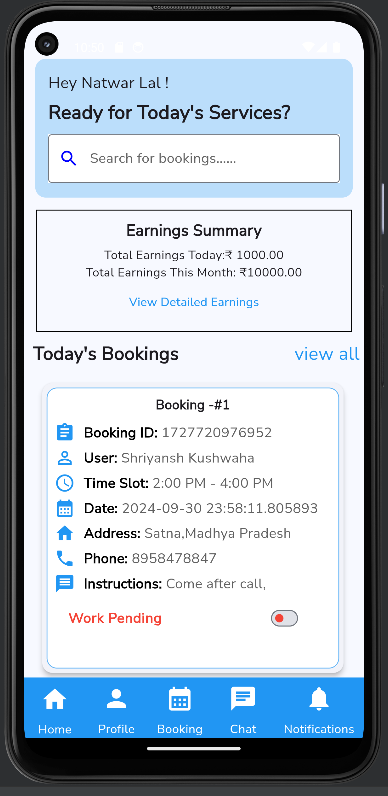 Hey Natwar Lal !
Ready for Today's Services?
Search for bookings......
Earnings Summary
Total Earnings Today:₹ 1000.00
Total Earnings This Month: ₹10000.00
View Detailed Earnings
Today's Bookings view all
Booking -#1
Booking ID: 1727720976952
User: Shriyansh Kushwaha
Time Slot: 2:00 PM - 4:00 PM
Date: 2024-09-30 23:58:11.805893
Address: Satna,Madhya Pradesh
Phone: 8958478847
Instructions: Come after call,
Work Pending
Home Profile Booking Chat Notifications